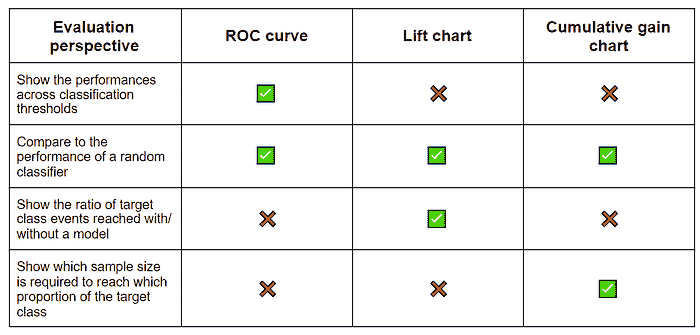 Evaluation
perspective
ROC curve
Lift chart
Cumulative gain
chart
Show the performances
across classification
thresholds
Compare to the
performance of a random
classifier
Show the ratio of target
class events reached with/
without a model
Show which sample size
is required to reach which
proportion of the target
class